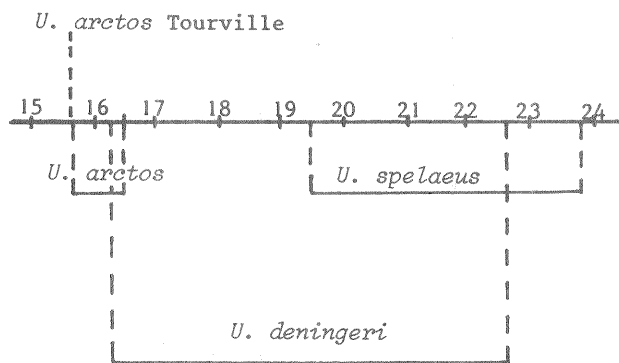 U. arctos Tourville
15 16 17 18 19 20 21 22 23 24
U. arctos U. spelaeus
U. deningeri